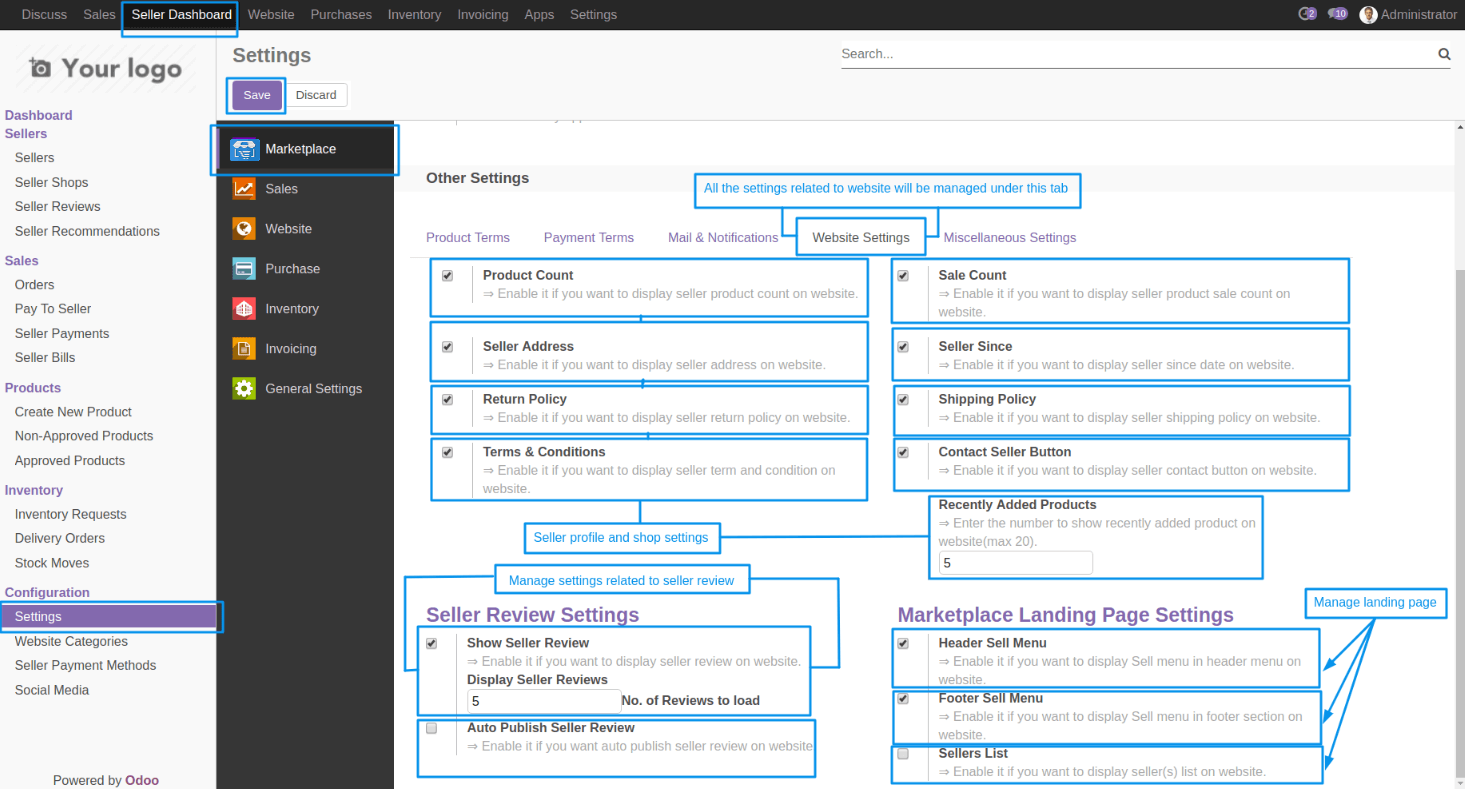 Discuss Sales Seller Dashboard Website Purchases Inventory Invoicing Apps Settings 2 10 Administrator
Your logo
Settings
Search...
Save Discard
Dashboard
Sellers
Sellers
Seller Shops
Seller Reviews
Seller Recommendations
Sales
Orders
Pay To Seller
Seller Payments
Seller Bills
Products
Create New Product
Non-Approved Products
Approved Products
Inventory
Inventory Requests
Delivery Orders
Stock Moves
Configuration
Settings
Website Categories
Seller Payment Methods
Social Media
Powered by Odoo
Marketplace
Sales
Website
Purchase
Inventory
Invoicing
General Settings
Other Settings
All the settings related to website will be managed under this tab
Product Terms Payment Terms Mail & Notifications Website Settings Miscellaneous Settings
Product Count
⇒ Enable it if you want to display seller product count on website.
Sale Count
⇒ Enable it if you want to display seller product sale count on
website.
Seller Address
⇒ Enable it if you want to display seller address on website.
Seller Since
⇒ Enable it if you want to display seller since date on website.
Return Policy
⇒ Enable it if you want to display seller return policy on website.
Shipping Policy
⇒ Enable it if you want to display seller shipping policy on website.
Terms & Conditions
⇒ Enable it if you want to display seller term and condition on
website.
Contact Seller Button
⇒ Enable it if you want to display seller contact button on website.
Recently Added Products
⇒ Enter the number to show recently added product on
website(max 20).
5
Seller profile and shop settings
Manage settings related to seller review
Seller Review Settings
Show Seller Review
⇒ Enable it if you want to display seller review on website.
Display Seller Reviews
5 No. of Reviews to load
Auto Publish Seller Review
⇒ Enable it if you want auto publish seller review on website
Manage landing page
Marketplace Landing Page Settings
Header Sell Menu
⇒ Enable it if you want to display Sell menu in header menu on
website.
Footer Sell Menu
⇒ Enable it if you want to display Sell menu in footer section on
website.
Sellers List
⇒ Enable it if you want to display seller(s) list on website.